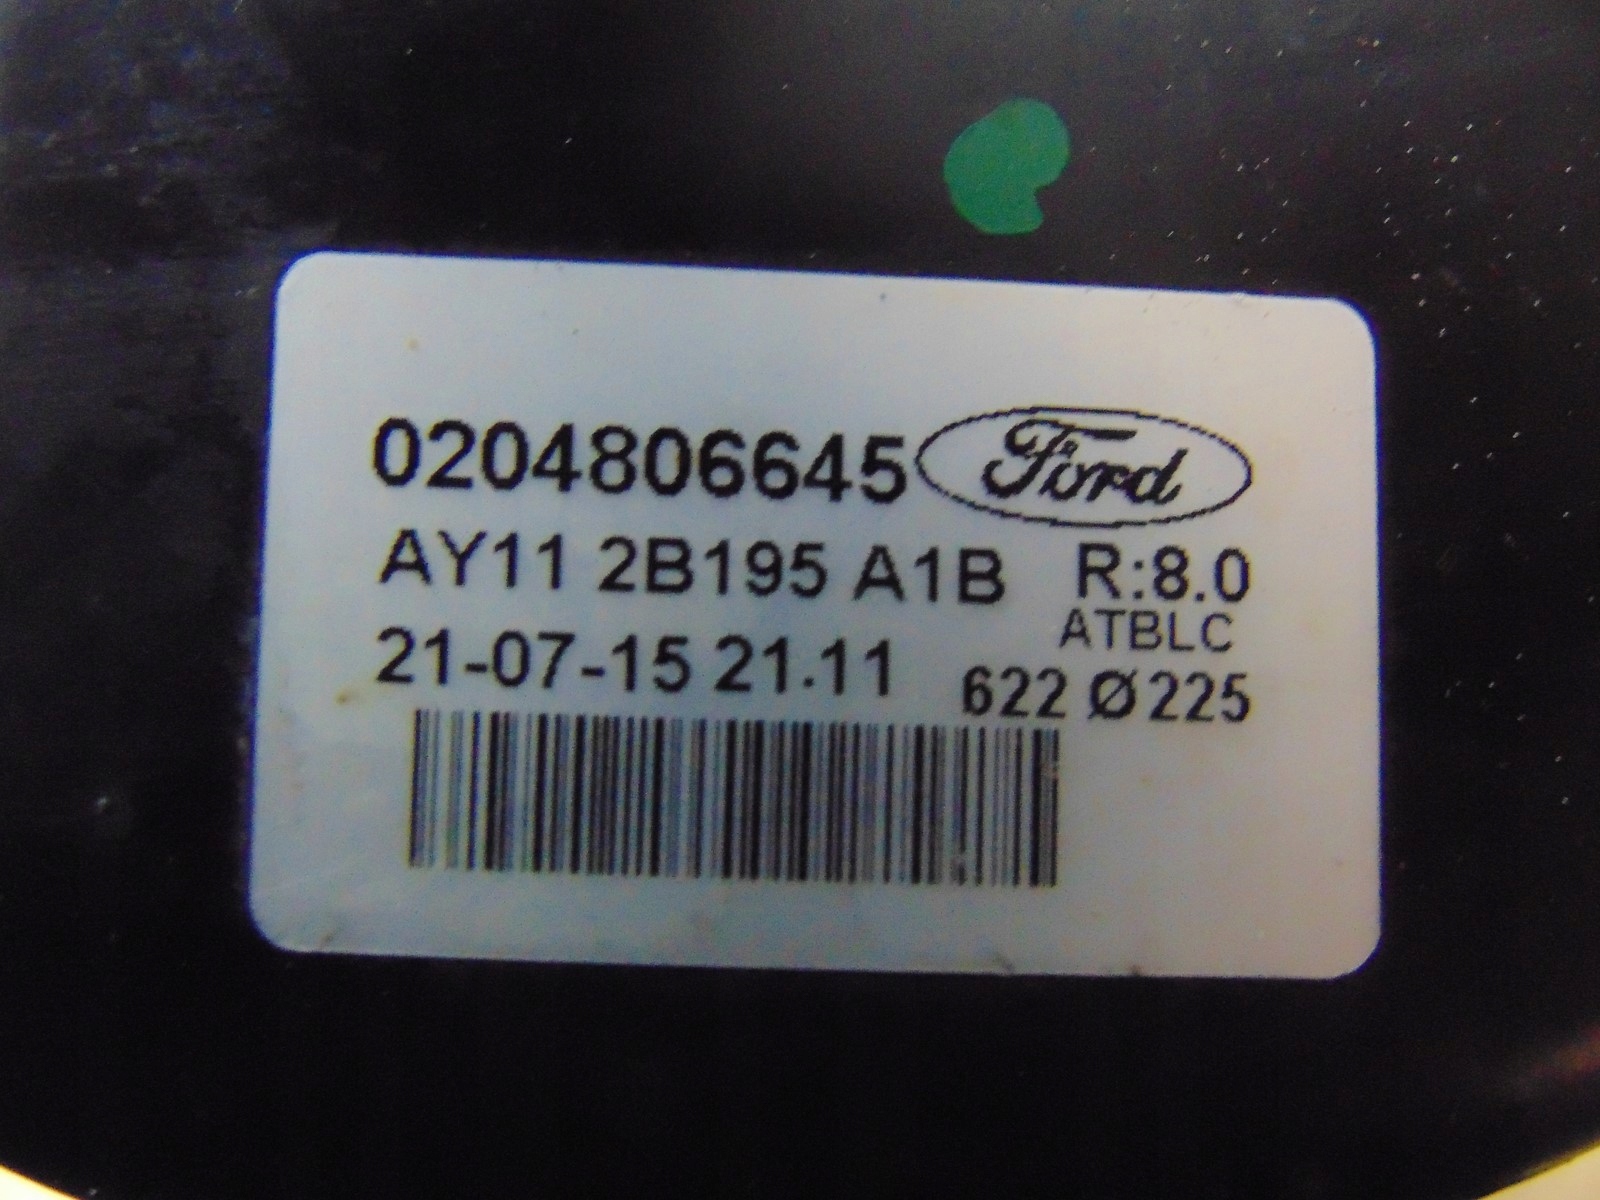 0204806645 Ford
AY11 2B195 A1B R:8.0
ATBLC
21-07-15 21.11
622 Ø225